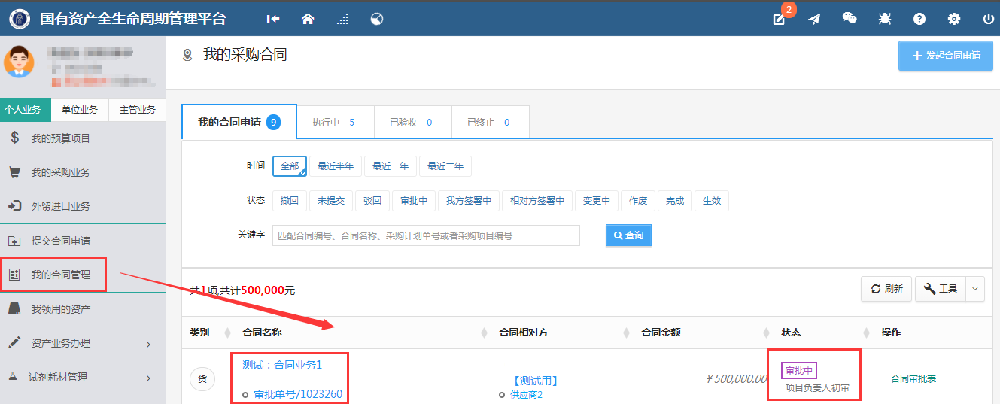 国有资产全生命周期管理平台
2
我的采购合同
发起合同申请
个人业务 单位业务 主管业务
我的预算项目
我的采购业务
外贸进口业务
提交合同申请
我的合同管理
我领用的资产
资产业务办理
试剂耗材管理
我的合同申请 9 执行中 5 已验收 0 已终止 0
时间 全部 最近半年 最近一年 最近二年
状态 撤回 未提交 驳回 审批中 我方签署中 相对方签署中 变更中 作废 完成 生效
关键字 匹配合同编号、合同名称、采购计划单号或者采购项目编号 查询
共1项,共计500,000元 刷新 工具
类别 合同名称 合同相对方 合同金额 状态 操作
货 测试：合同业务1
审批单号/1023260
【测试用】
供应商2
￥500,000.00
审批中
项目负责人初审
合同审批表